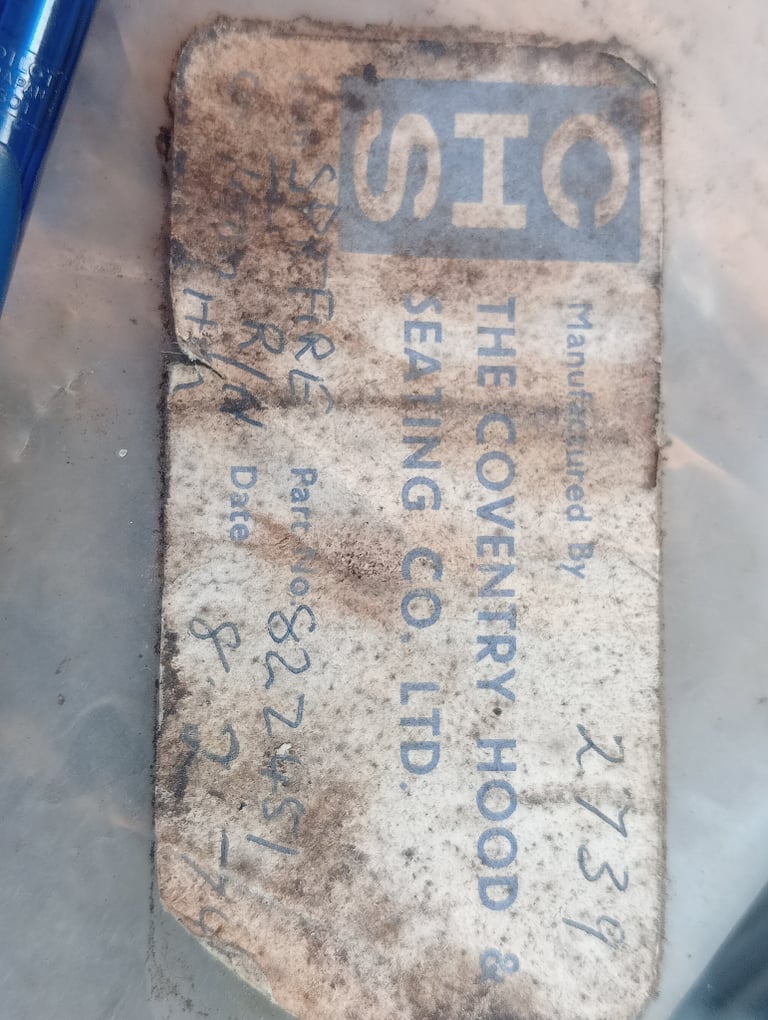 CHS
Manufactured By
2739
THE COVENTRY HOOD &
SEATING CO. LTD.
Part No. 822451
R/N
Date 8.2.79